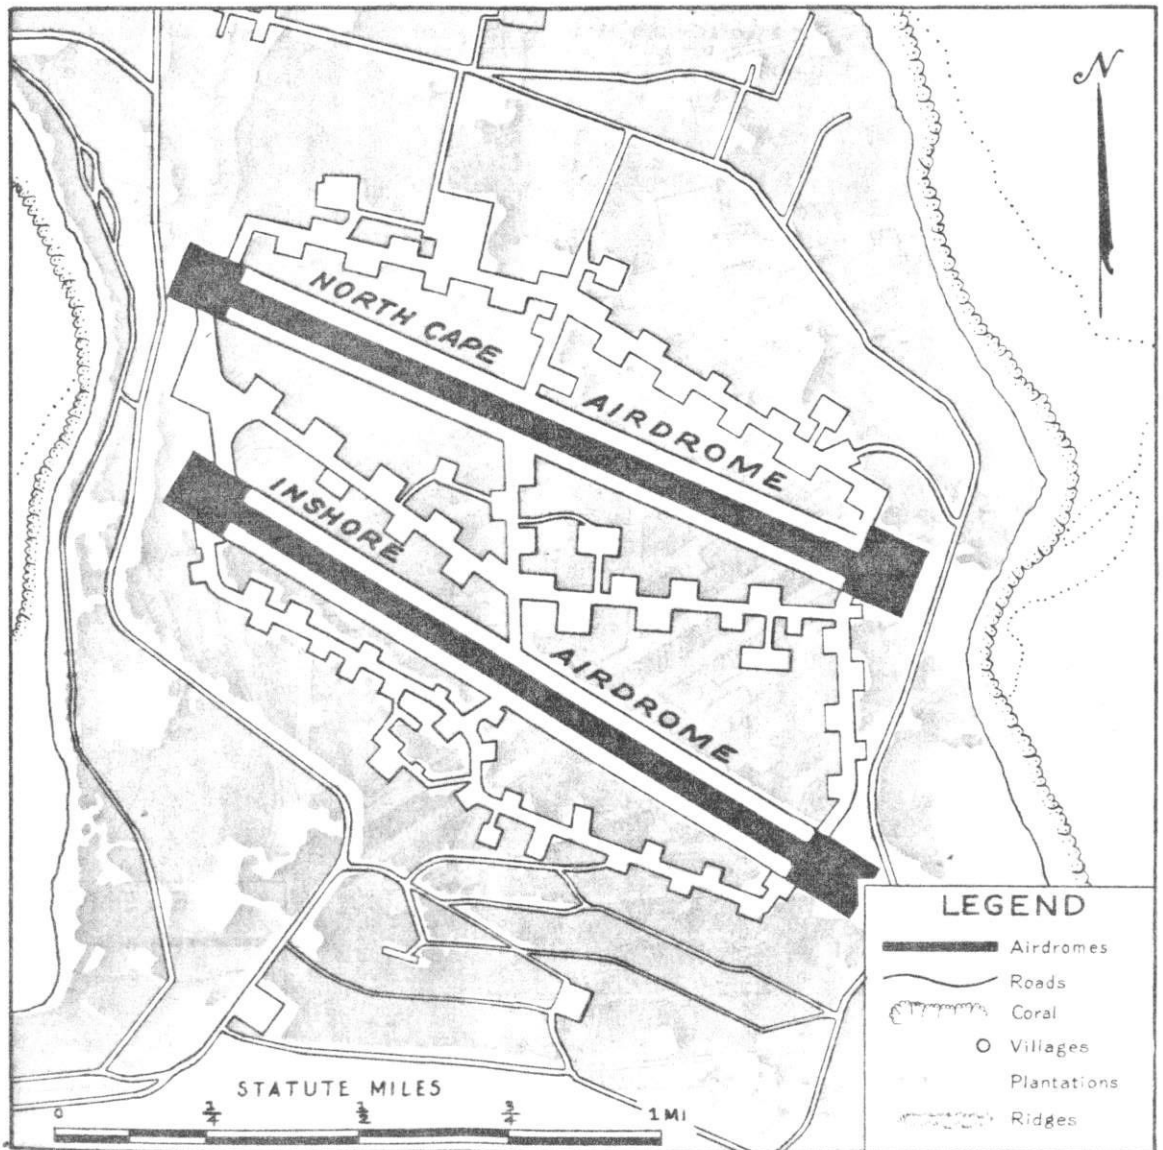 N
NORTH CAPE
AIRDROME
INSHORE
AIRDROME
LEGEND
Airdromes
Roads
Coral
Villages
Plantations
Ridges
STATUTE MILES
0 1/4 1/2 3/4 1 MI